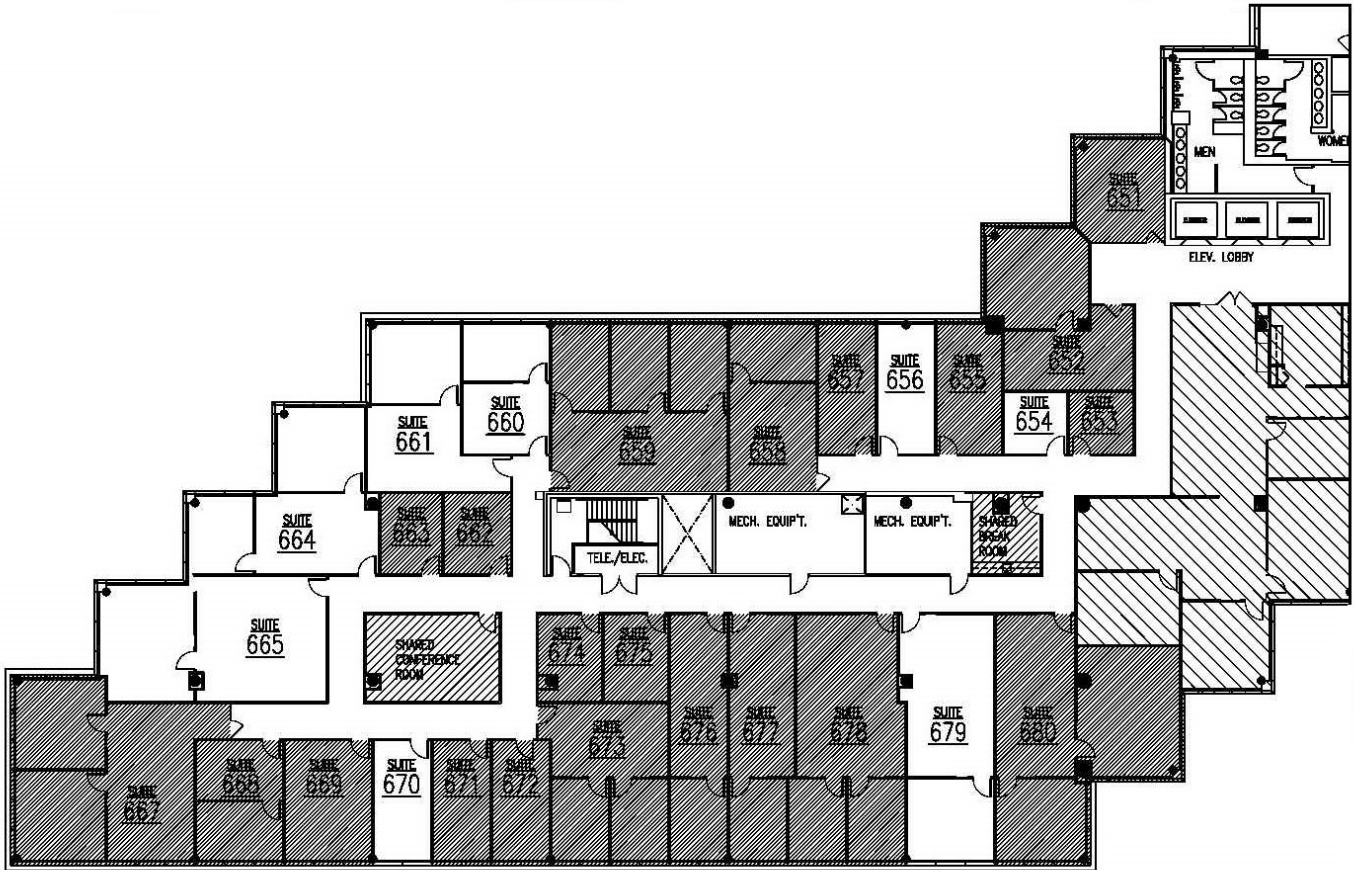 WOMEN
MEN
SUITE
651
ELEV. LOBBY
SUITE
652
SUITE
657
SUITE
656
SUITE
655
SUITE
654
SUITE
653
SUITE
660
SUITE
661
SUITE
659
SUITE
658
SUITE
664
SUITE
663
SUITE
662
MECH. EQUIP'T.
MECH. EQUIP'T.
SHARED
BREAK
ROOM
TELE./ELEC.
SUITE
665
SHARED
CONFERENCE
ROOM
SUITE
674
SUITE
675
SUITE
673
SUITE
676
SUITE
677
SUITE
678
SUITE
679
SUITE
680
SUITE
667
SUITE
668
SUITE
669
SUITE
670
SUITE
671
SUITE
672